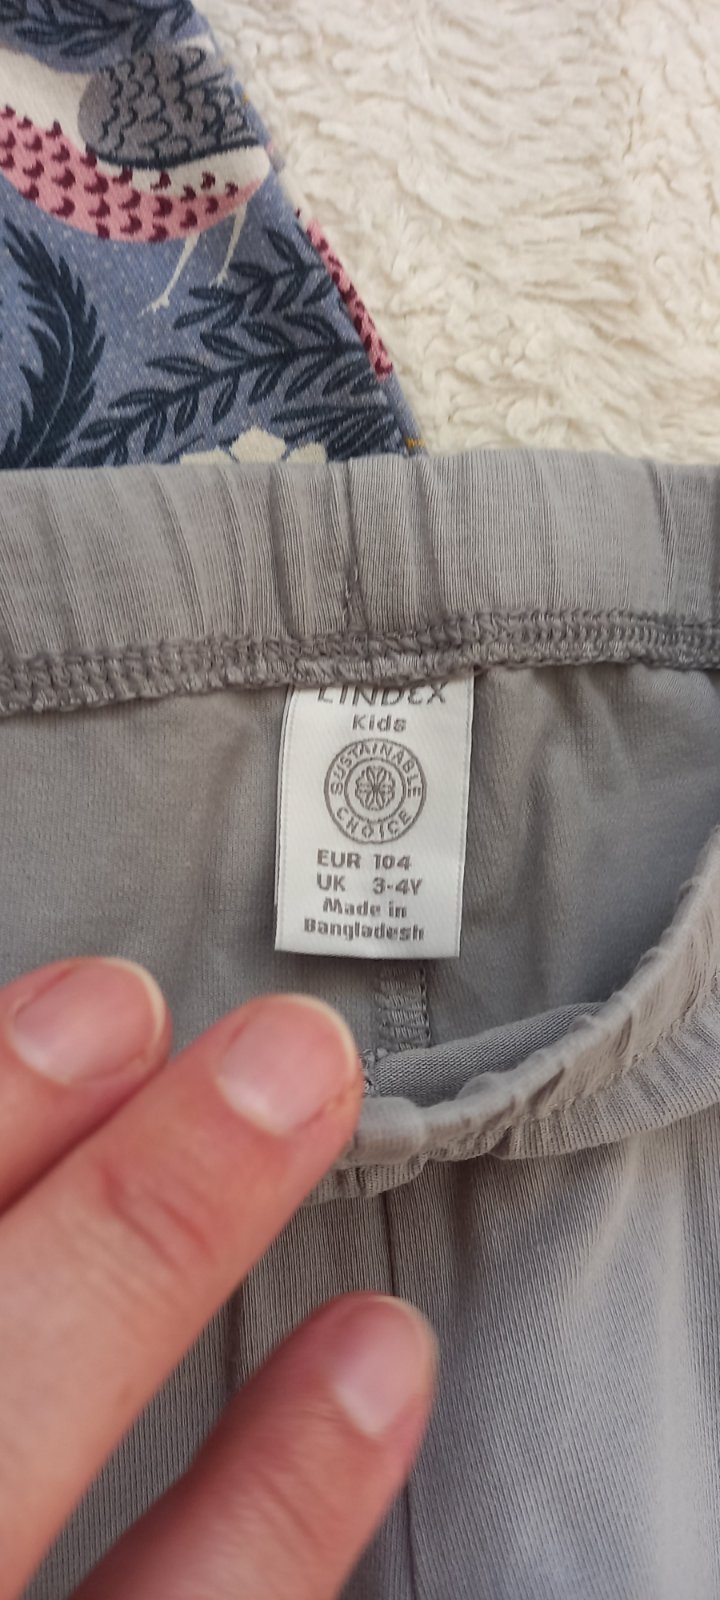 LINDEX
Kids
SUSTAINABLE
CHOICE
EUR 104
UK 3-4Y
Made in
Bangladesh